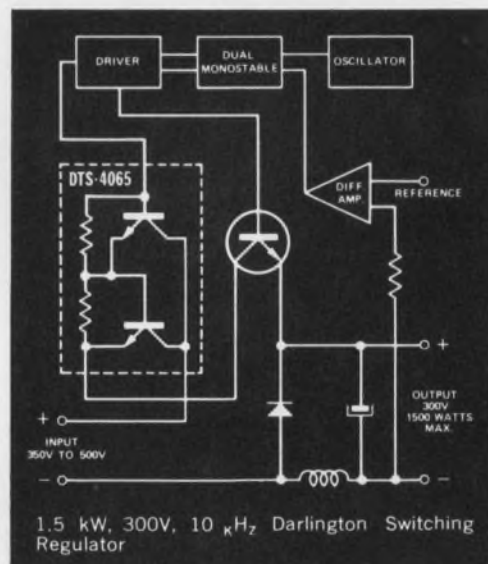 DRIVER
DUAL
MONOSTABLE
OSCILLATOR
DTS-4065
DIFF
AMP.
REFERENCE
+
+
INPUT
350V TO 500V
−
OUTPUT
300V
1500 WATTS
MAX.
−
1.5 kW, 300V, 10 KHZ Darlington Switching
Regulator